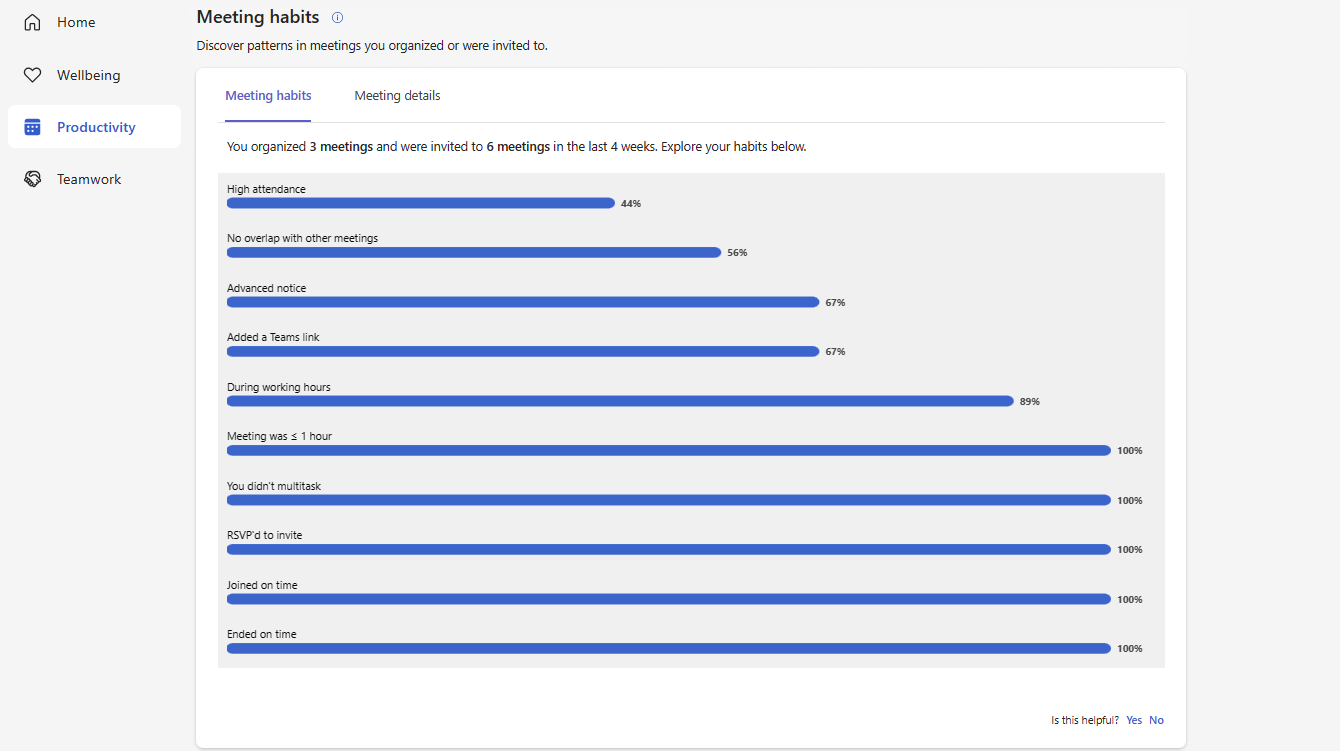 Home
Wellbeing
Productivity
Teamwork
Meeting habits
Discover patterns in meetings you organized or were invited to.
Meeting habits
Meeting details
You organized 3 meetings and were invited to 6 meetings in the last 4 weeks. Explore your habits below.
High attendance
44%
No overlap with other meetings
56%
Advanced notice
67%
Added a Teams link
67%
During working hours
89%
Meeting was ≤ 1 hour
100%
You didn't multitask
100%
RSVP'd to invite
100%
Joined on time
100%
Ended on time
100%
Is this helpful? Yes No